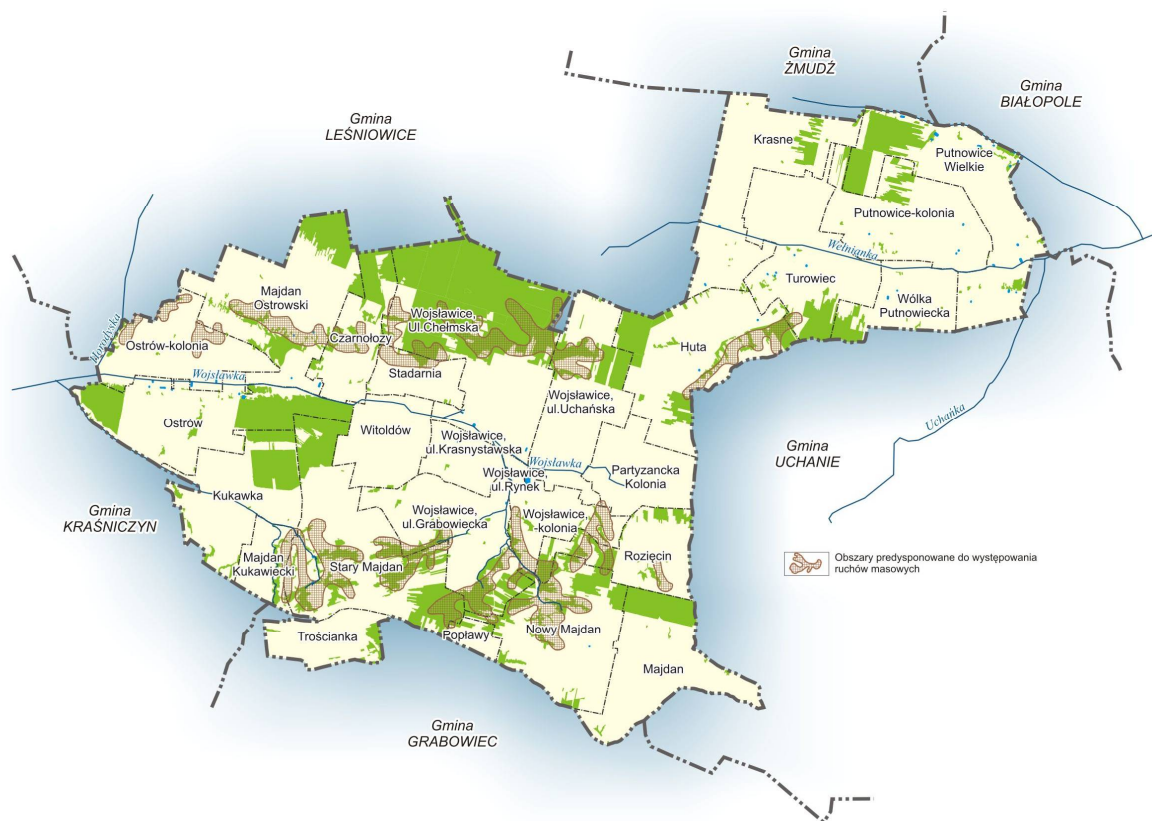 Gmina
ŻMUDŹ
Gmina
BIAŁOPOLE
Gmina
LEŚNIOWICE
Krasne
Putnowice
Wielkie
Putnowice-kolonia
Wełnianka
Turowiec
Wólka
Putnowiecka
Majdan
Ostrowski
Wojsławice,
Ul.Chełmska
Czarnołozy
Ostrów-kolonia
Horodyska
Huta
Stadarnia
Wojsławka
Wojsławice,
ul.Uchańska
Ostrów
Witoldów
Uchańka
Wojsławice,
ul.Krasnystawska
Gmina
UCHANIE
Wojsławka
Wojsławice,
ul.Rynek
Partyzancka
Kolonia
Kukawka
Gmina
KRAŚNICZYN
Wojsławice,
ul.Grabowiecka
Wojsławice,
-kolonia
Rozięcin
Obszary predysponowane do występowania
ruchów masowych
Majdan
Kukawiecki
Stary Majdan
Trościanka
Popławy
Nowy Majdan
Majdan
Gmina
GRABOWIEC